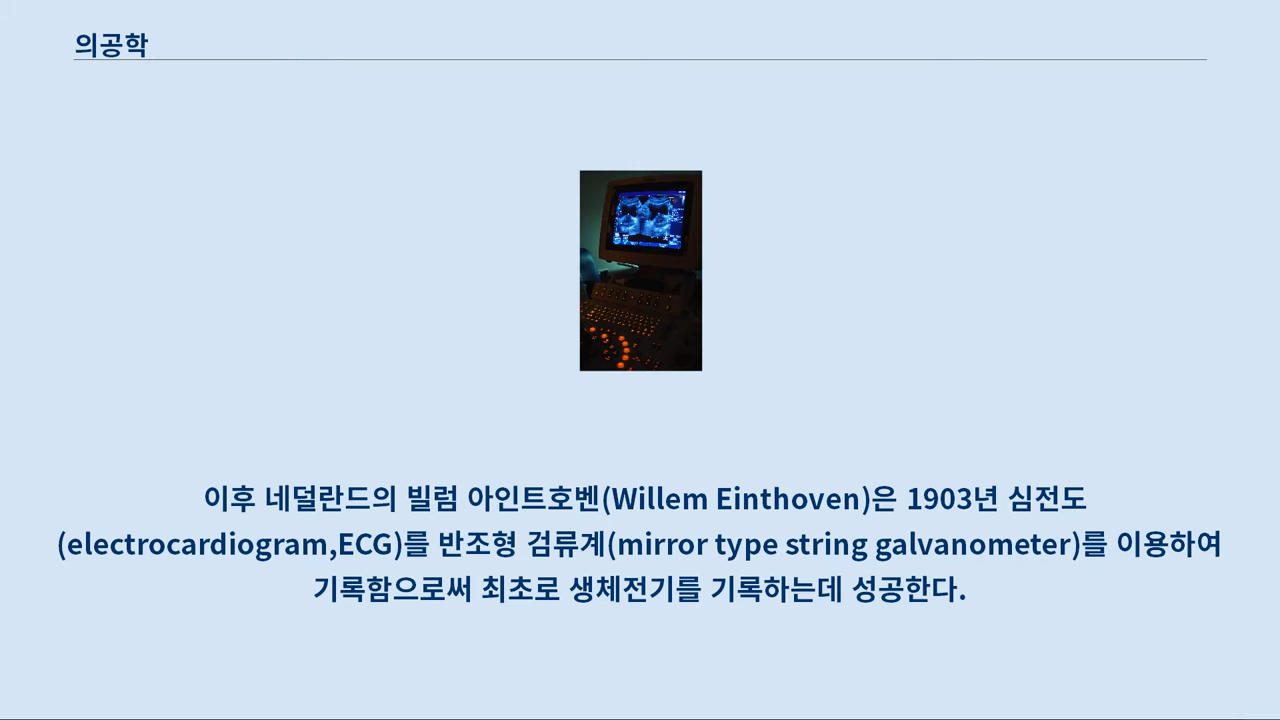 의공학
이후 네덜란드의 빌럼 아인트호벤(Willem Einthoven)은 1903년 심전도
(electrocardiogram,ECG)를 반조형 검류계(mirror type string galvanometer)를 이용하여
기록함으로써 최초로 생체전기를 기록하는데 성공한다.